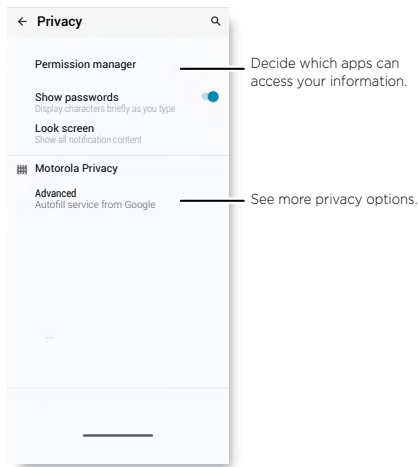 Privacy
Permission manager
Decide which apps can
access your information.
Show passwords
Display characters briefly as you type
Look screen
Show all notification content
Motorola Privacy
Advanced
Autofill service from Google
See more privacy options.